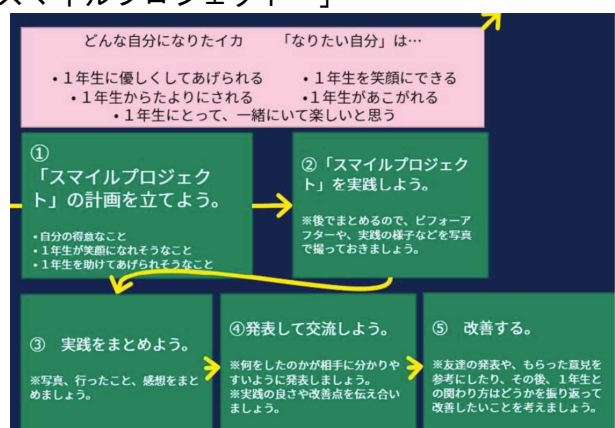 スマイルプロジェクト
どんな自分になりたイカ 「なりたい自分」は…
・１年生に優しくしてあげられる ・１年生を笑顔にできる
・１年生からたよりにされる ・1年生があこがれる
・１年生にとって、一緒にいて楽しいと思う
①
「スマイルプロジェク
ト」の計画を立てよう。
・自分の得意なこと
・１年生が笑顔になれそうなこと
・１年生を助けてあげられそうなこと
②「スマイルプロジェク
ト」を実践しよう。
※後でまとめるので、ビフォーア
フターや、実践の様子などを写真
で撮っておきましょう。
③ 実践をまとめよう。
※写真、行ったこと、感想をまと
めましょう。
④発表して交流しよう。
※何をしたのかが相手に分かりや
すいように発表しましょう。
※実践の良さや改善点を伝え合い
ましょう。
⑤ 改善する。
※友達の発表や、もらった意見を
参考にしたり、その後、１年生と
の関わり方はどうかを振り返って
改善したいことを考えましょう。